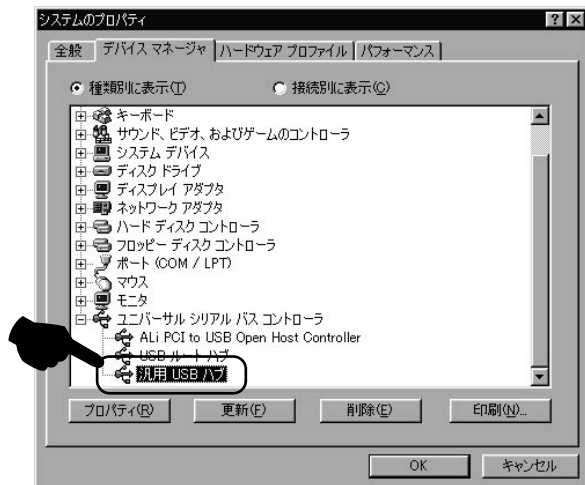 システムのプロパティ
全般 デバイス マネージャ ハードウェア プロファイル パフォーマンス
種類別に表示(T) 接続別に表示(C)
キーボード
サウンド、ビデオ、およびゲームのコントローラ
システム デバイス
ディスク ドライブ
ディスプレイ アダプタ
ネットワーク アダプタ
ハード ディスク コントローラ
フロッピー ディスク コントローラ
ポート (COM / LPT)
マウス
モニタ
ユニバーサル シリアル バス コントローラ
ALi PCI to USB Open Host Controller
USB ルート ハブ
汎用 USB ハブ
プロパティ(R) 更新(F) 削除(E) 印刷(N)...
OK キャンセル